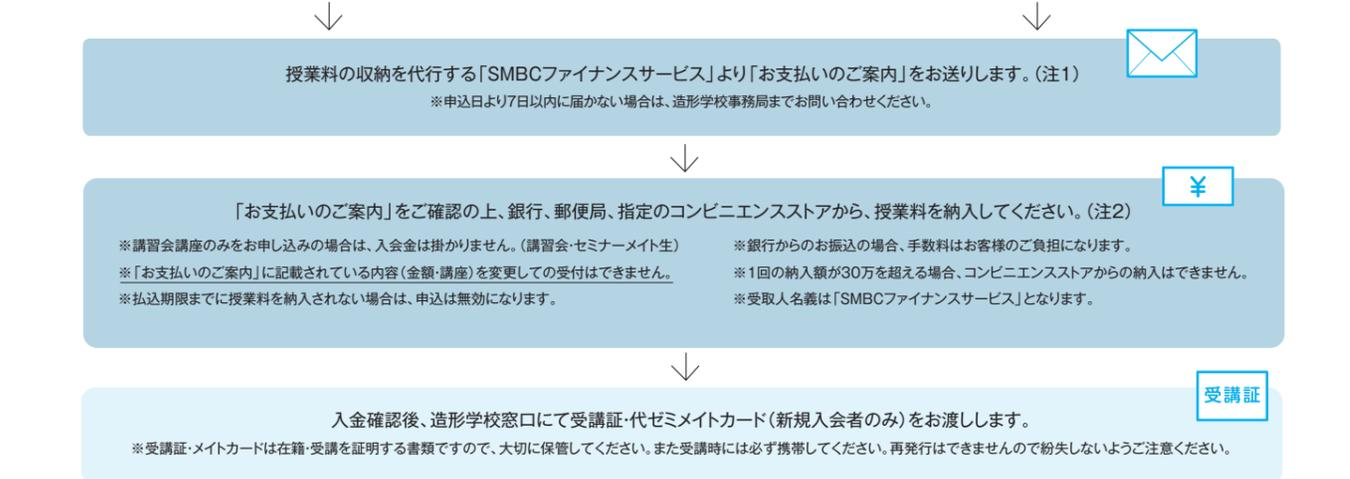 授業料の収納を代行する「SMBCファイナンスサービス」より「お支払いのご案内」をお送りします。(注1)
※申込日より7日以内に届かない場合は、造形学校事務局までお問い合わせください。
¥
「お支払いのご案内」をご確認の上、銀行、郵便局、指定のコンビニエンスストアから、授業料を納入してください。(注2)
※講習会講座のみをお申し込みの場合は、入会金は掛かりません。(講習会・セミナーメイト生)
※「お支払いのご案内」に記載されている内容(金額・講座)を変更しての受付はできません。
※払込期限までに授業料を納入されない場合は、申込は無効になります。
※銀行からのお振込の場合、手数料はお客様のご負担になります。
※1回の納入額が30万を超える場合、コンビニエンスストアからの納入はできません。
※受取人名義は「SMBCファイナンスサービス」となります。
受講証
入金確認後、造形学校窓口にて受講証・代ゼミメイトカード(新規入会者のみ)をお渡しします。
※受講証・メイトカードは在籍・受講を証明する書類ですので、大切に保管してください。また受講時には必ず携帯してください。再発行はできませんので紛失しないようご注意ください。